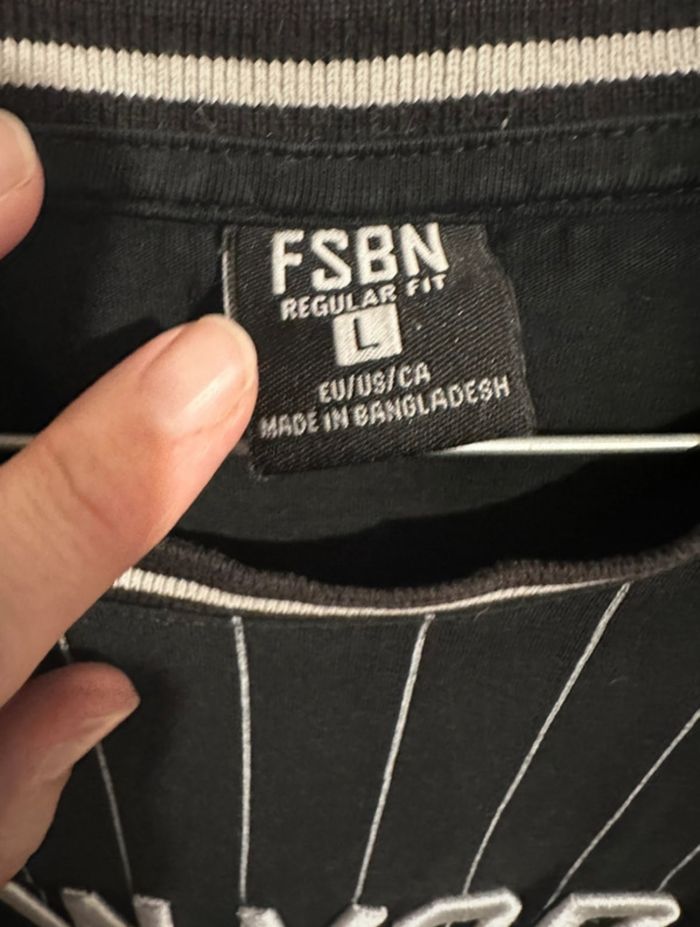 FSBN
REGULAR FIT
L
EU/US/CA
MADE IN BANGLADESH